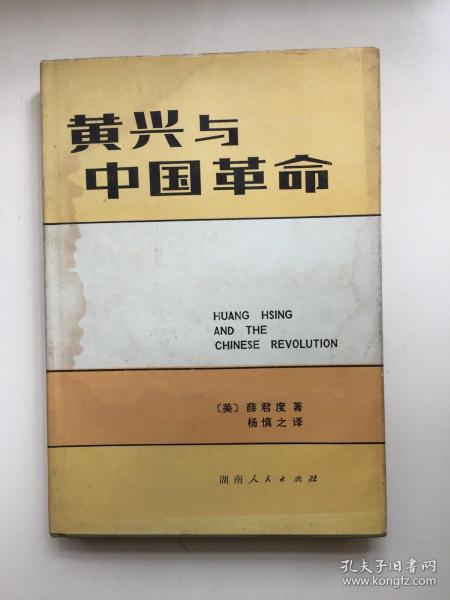 黄兴与
中国革命
HUANG HSING
AND THE
CHINESE REVOLUTION
〔美〕薛君度 著
杨慎之 译
湖南人民出版社
孔夫子旧书网
www.kongfz.com